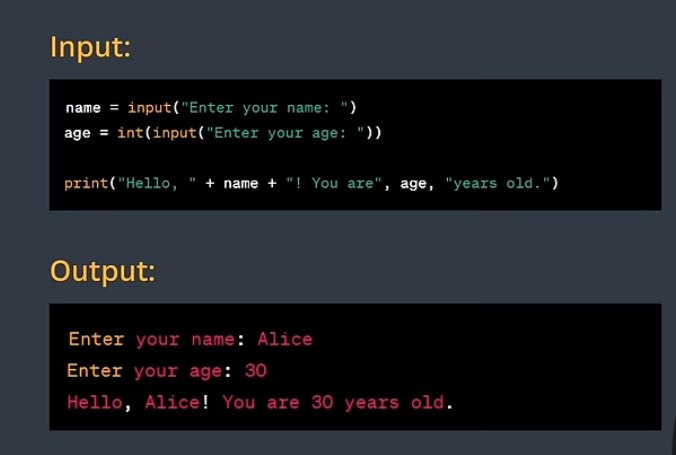 Input:
name = input("Enter your name: ")
age = int(input("Enter your age: "))
print("Hello, " + name + "! You are", age, "years old.")
Output:
Enter your name: Alice
Enter your age: 30
Hello, Alice! You are 30 years old.